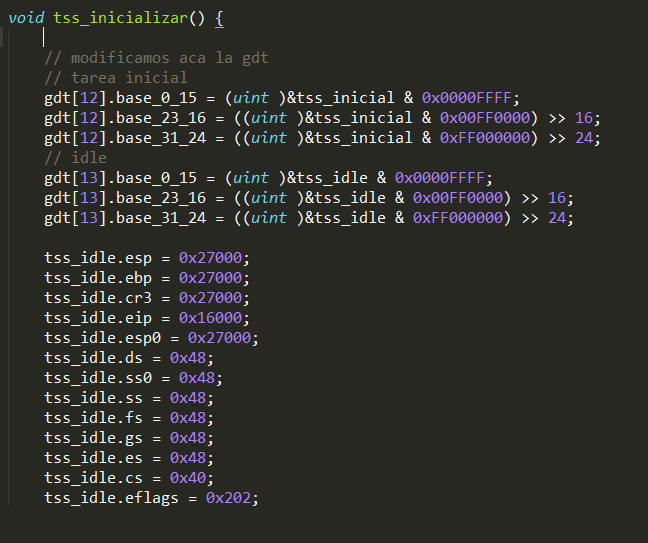 void tss_inicializar() {
// modificamos aca la gdt
// tarea inicial
gdt[12].base_0_15 = (uint )&tss_inicial & 0x0000FFFF;
gdt[12].base_23_16 = ((uint )&tss_inicial & 0x00FF0000) >> 16;
gdt[12].base_31_24 = ((uint )&tss_inicial & 0xFF000000) >> 24;
// idle
gdt[13].base_0_15 = (uint )&tss_idle & 0x0000FFFF;
gdt[13].base_23_16 = ((uint )&tss_idle & 0x00FF0000) >> 16;
gdt[13].base_31_24 = ((uint )&tss_idle & 0xFF000000) >> 24;
tss_idle.esp = 0x27000;
tss_idle.ebp = 0x27000;
tss_idle.cr3 = 0x27000;
tss_idle.eip = 0x16000;
tss_idle.esp0 = 0x27000;
tss_idle.ds = 0x48;
tss_idle.ss0 = 0x48;
tss_idle.ss = 0x48;
tss_idle.fs = 0x48;
tss_idle.gs = 0x48;
tss_idle.es = 0x48;
tss_idle.cs = 0x40;
tss_idle.eflags = 0x202;